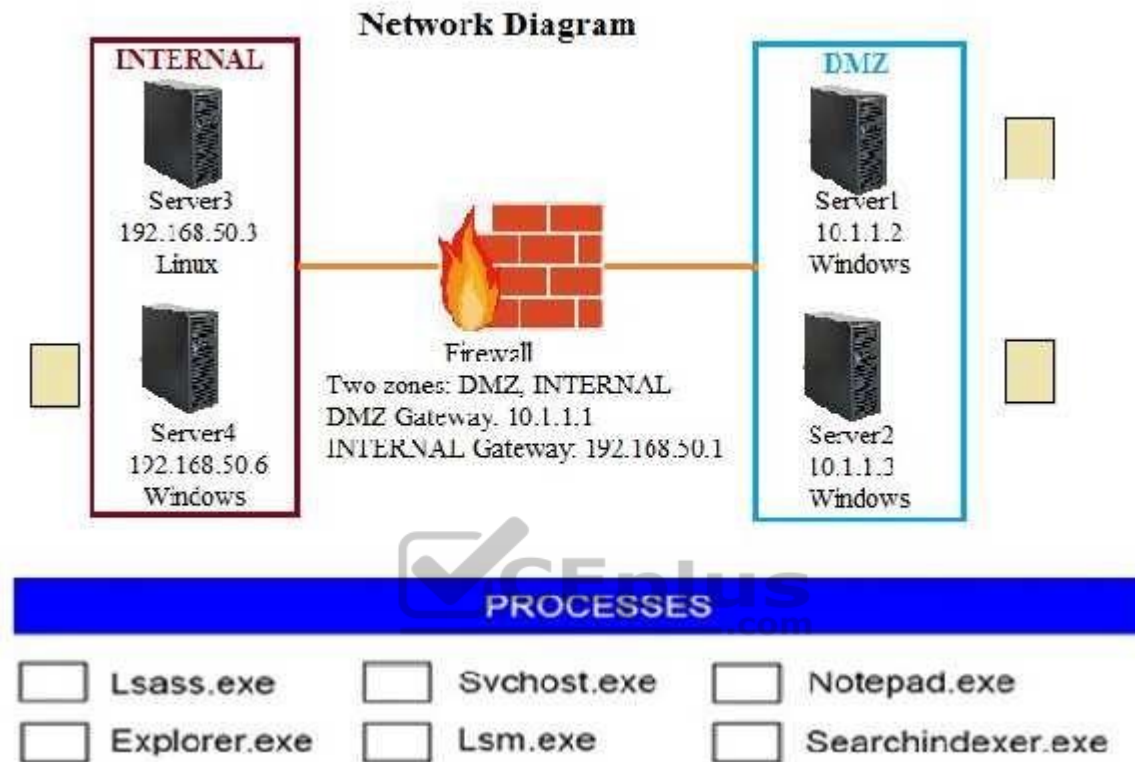 Network Diagram
INTERNAL
Server3
192.168.50.3
Linux
Server4
192.168.50.6
Windows
Firewall
Two zones: DMZ, INTERNAL
DMZ Gateway. 10.1.1.1
INTERNAL Gateway: 192.168.50.1
DMZ
Server1
10.1.1.2
Windows
Server2
10.1.1.3
Windows
CEplus
.com
PROCESSES
Lsass.exe Svchost.exe Notepad.exe
Explorer.exe Lsm.exe Searchindexer.exe